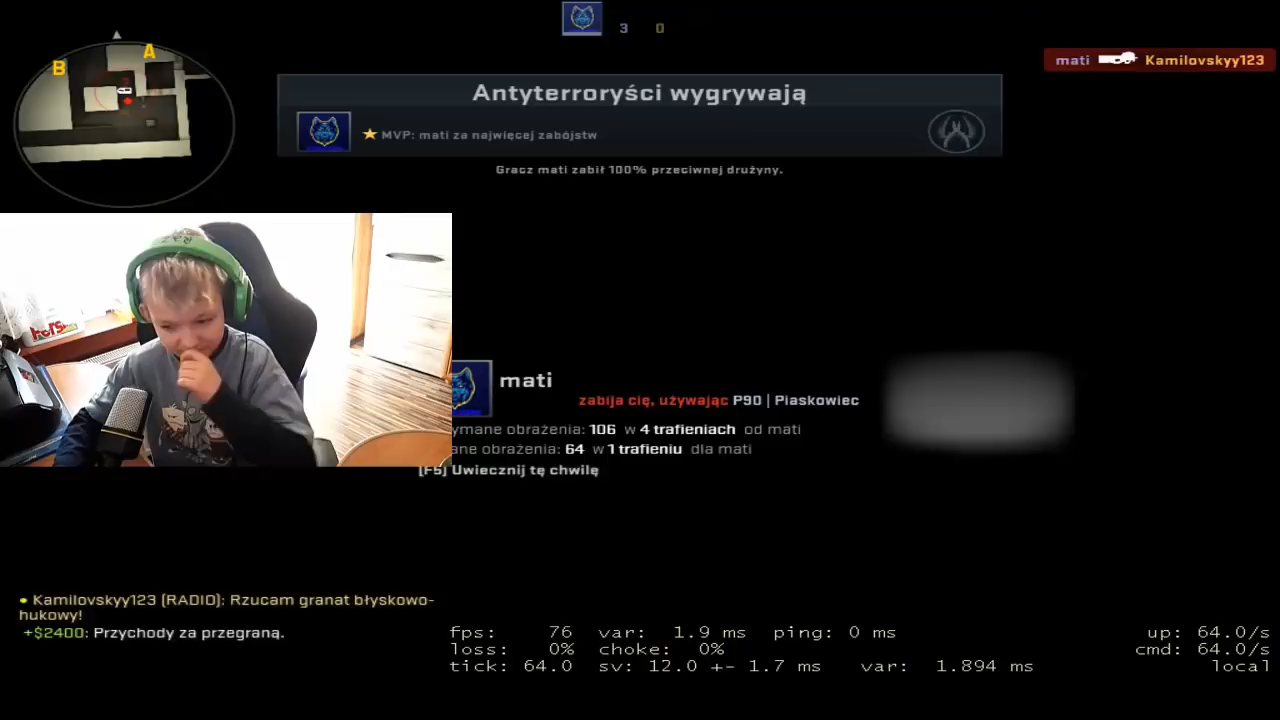 3 0
B
A
mati Kamilovskyy123
Antyterroryści wygrywają
MVP: mati za najwięcej zabójstw
Gracz mati zabił 100% przeciwnej drużyny.
mati
zabija cię, używając P90 | Piaskowiec
ymane obrażenia: 106 w 4 trafieniach od mati
ane obrażenia: 64 w 1 trafieniu dla mati
[F5] Uwiecznij tę chwilę
• Kamilovskyy123 (RADIO): Rzucam granat błyskowo-
hukowy!
+$2400: Przychody za przegraną.
fps: 76 var: 1.9 ms ping: 0 ms up: 64.0/s
loss: 0% choke: 0% cmd: 64.0/s
tick: 64.0 sv: 12.0 +- 1.7 ms var: 1.894 ms local